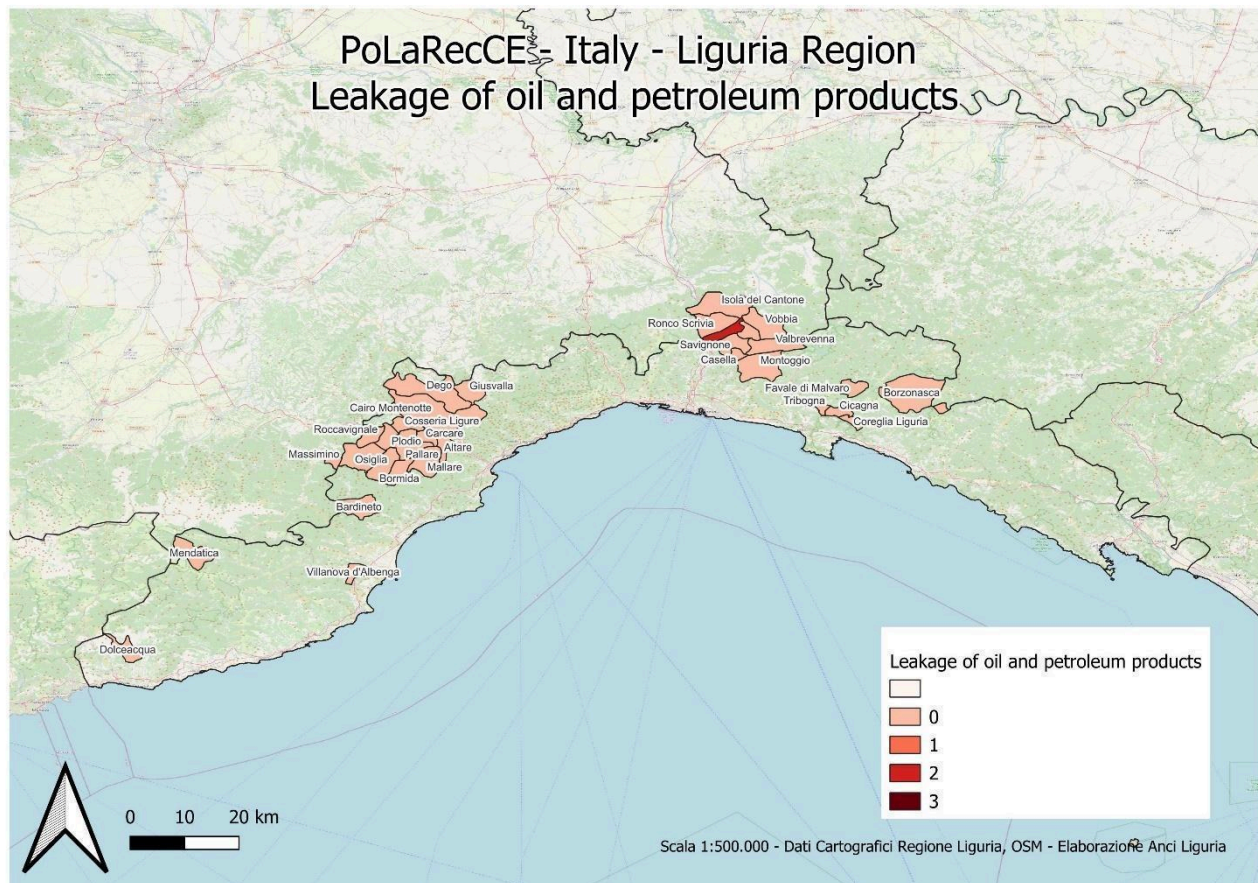 PoLaRecCE - Italy - Liguria Region
Leakage of oil and petroleum products
Isola del Cantone
Ronco Scrivia
Vobbia
Savignone
Valbrevenna
Casella
Montoggio
Favale di Malvaro
Borzonasca
Tribogna
Cicagna
Coreglia Liguria
Dego
Giusvalla
Cairo Montenotte
Cosseria Ligure
Roccavignale
Carcare
Plodio
Altare
Massimino
Osiglia
Pallare
Mallare
Bormida
Bardineto
Mendatica
Villanova d'Albenga
Dolceacqua
Leakage of oil and petroleum products
0
1
2
3
0 10 20 km
Scala 1:500.000 - Dati Cartografici Regione Liguria, OSM - Elaborazione Anci Liguria